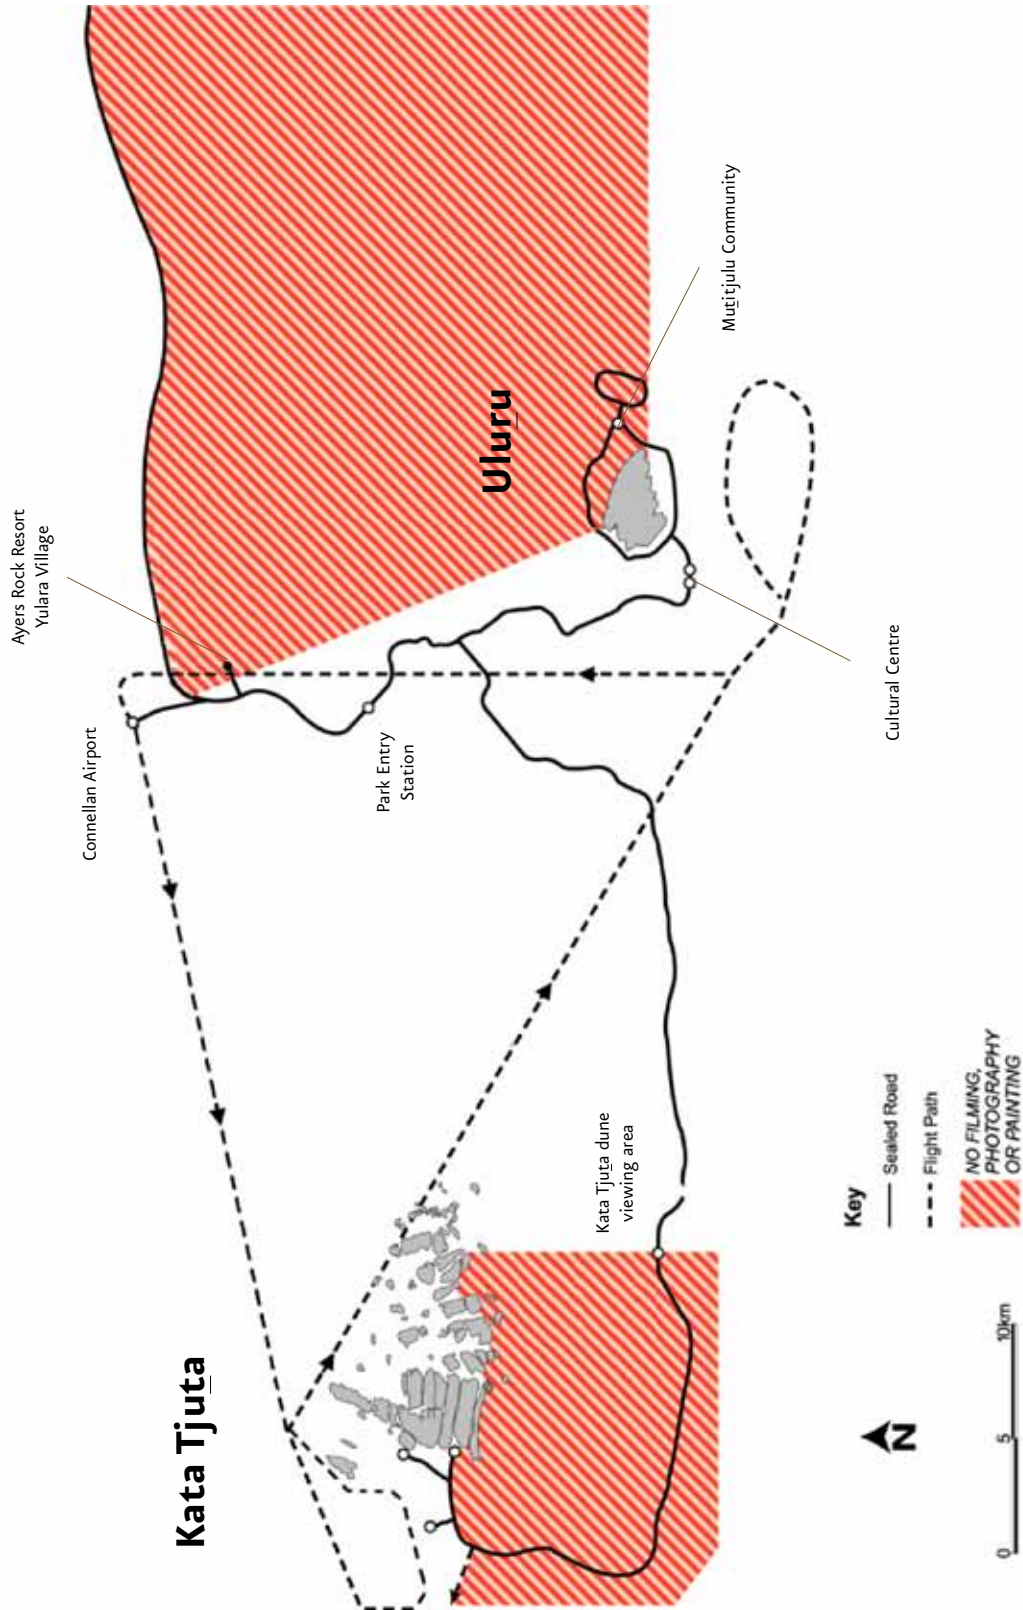 Ayers Rock Resort
Yulara Village
Connellan Airport
Park Entry
Station
Uluṟu
Muṯitjulu Community
Cultural Centre
Kata Tjuṯa
Kata Tjuṯa dune
viewing area
Key
Sealed Road
Flight Path
NO FILMING,
PHOTOGRAPHY
OR PAINTING
N
0 5 10km